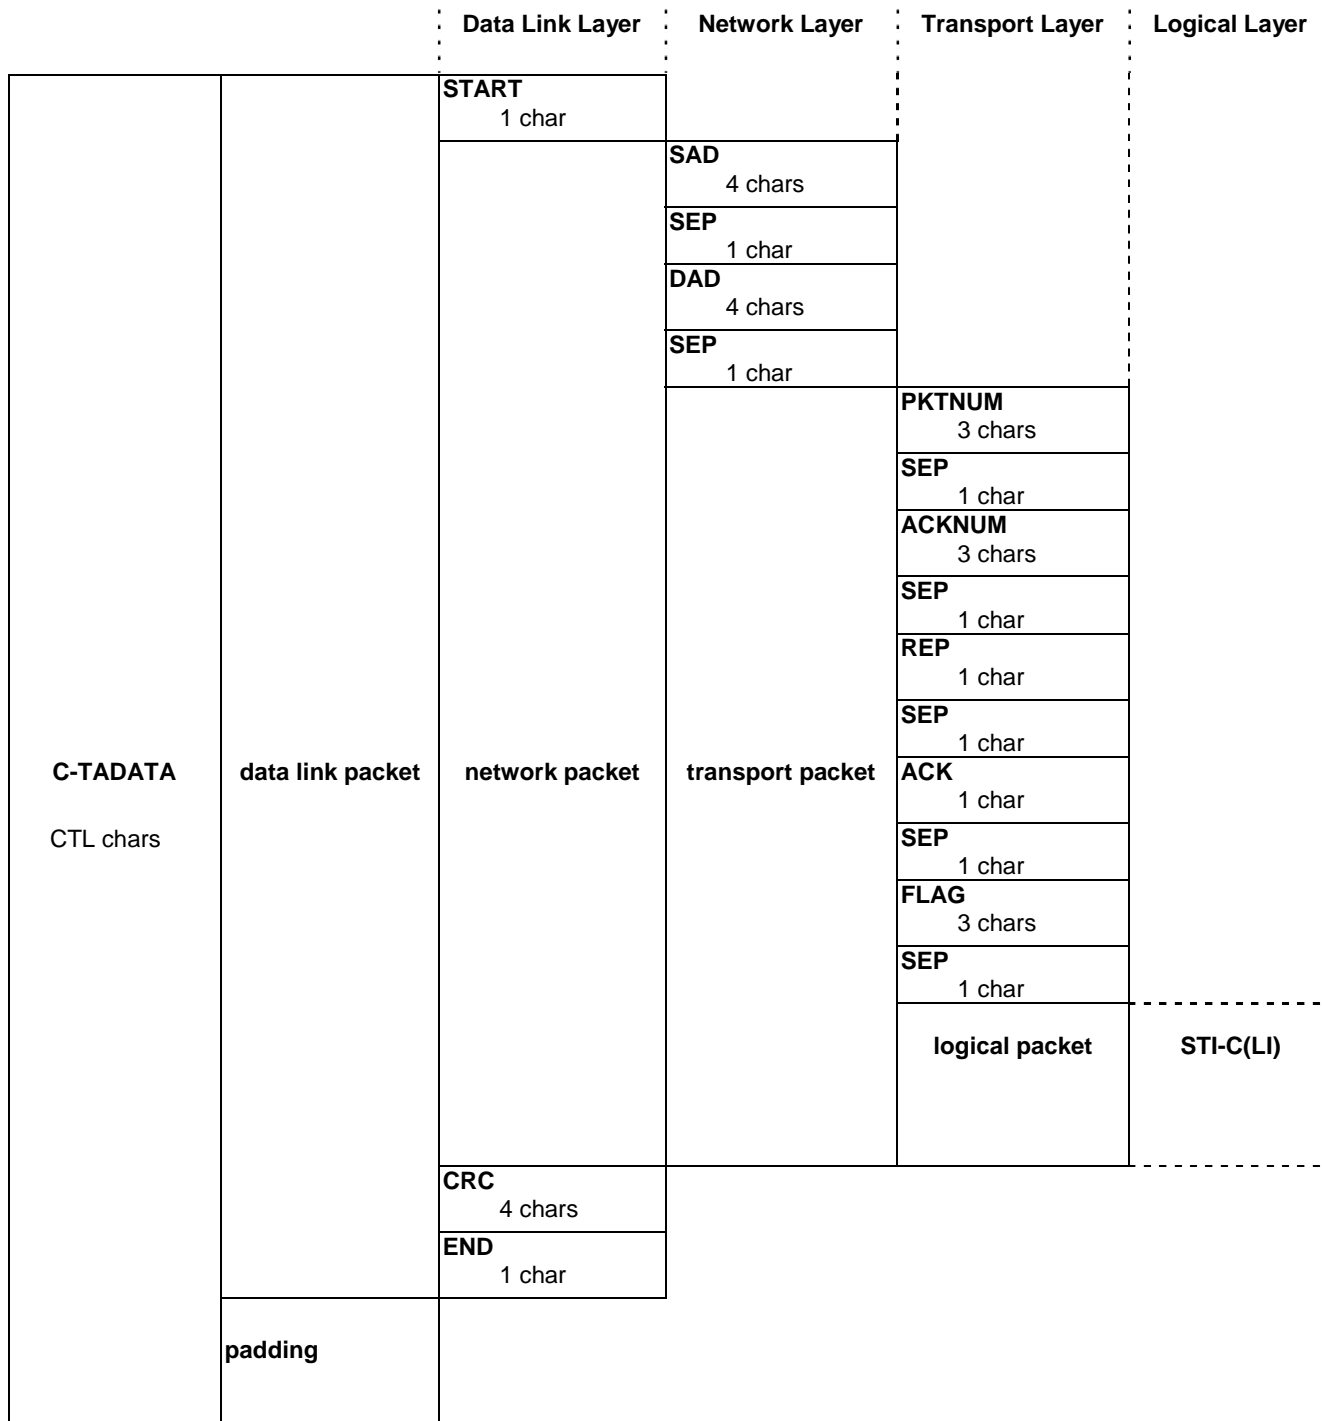 Data Link Layer Network Layer Transport Layer Logical Layer
START
1 char
SAD
4 chars
SEP
1 char
DAD
4 chars
SEP
1 char
PKTNUM
3 chars
SEP
1 char
ACKNUM
3 chars
SEP
1 char
REP
1 char
SEP
1 char
C-TADATA data link packet network packet transport packet ACK
1 char
CTL chars
SEP
1 char
FLAG
3 chars
SEP
1 char
logical packet STI-C(LI)
CRC
4 chars
END
1 char
padding